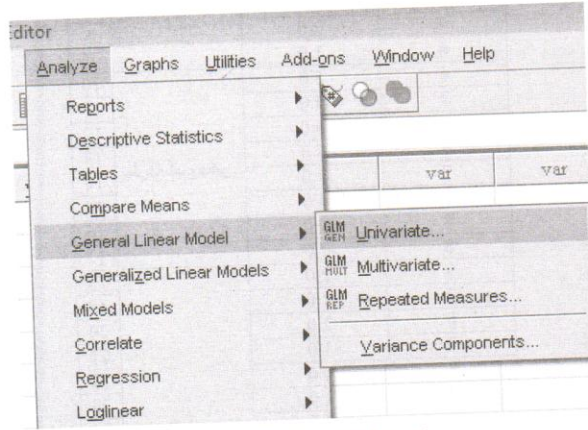 Editor
Analyze Graphs Utilities Add-ons Window Help
Reports
Descriptive Statistics
Tables
var var
Compare Means
General Linear Model
GLM GEN Univariate...
Generalized Linear Models
GLM MULT Multivariate...
Mixed Models
GLM REP Repeated Measures...
Correlate
Variance Components...
Regression
Loglinear